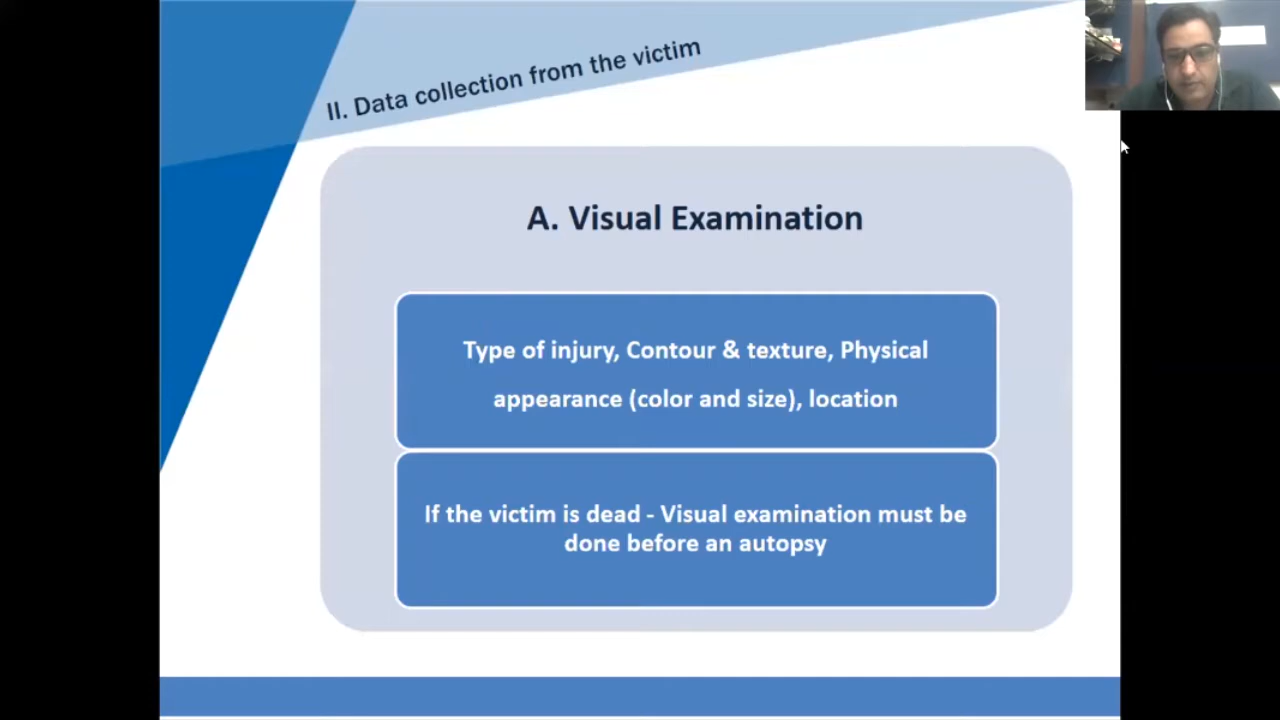 II. Data collection from the victim
A. Visual Examination
Type of injury, Contour & texture, Physical
appearance (color and size), location
If the victim is dead - Visual examination must be
done before an autopsy